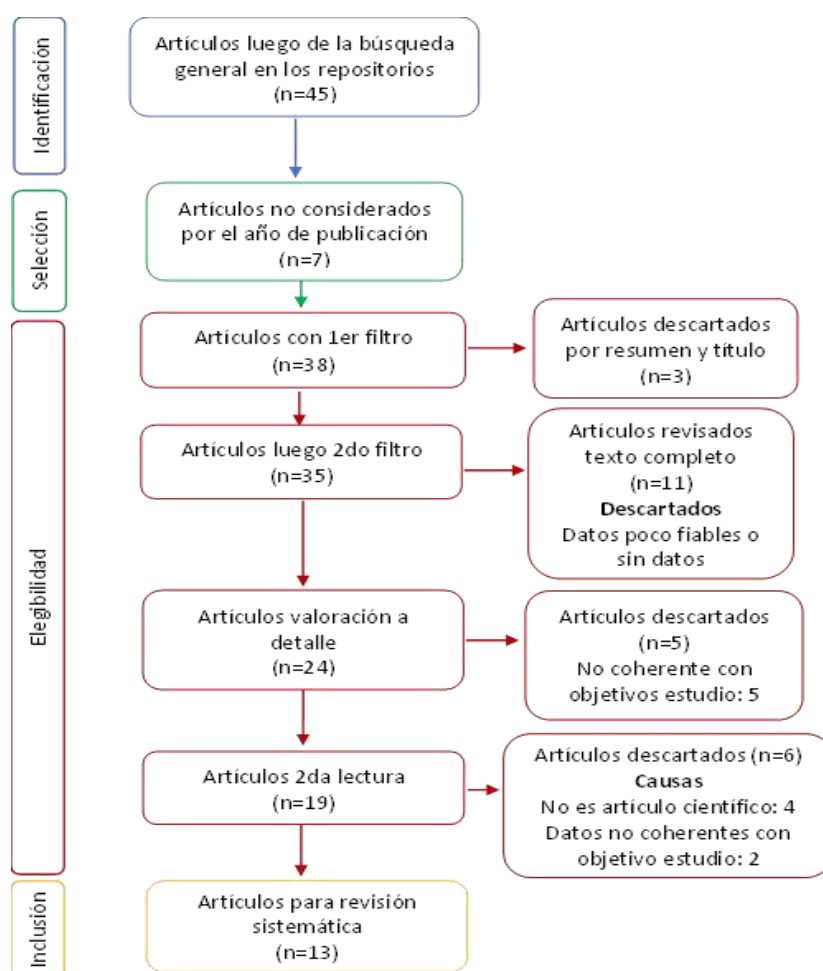 Identificación
Artículos luego de la búsqueda
general en los repositorios
(n=45)
Selección
Artículos no considerados
por el año de publicación
(n=7)
Elegibilidad
Artículos con 1er filtro
(n=38)
Artículos descartados
por resumen y título
(n=3)
Artículos luego 2do filtro
(n=35)
Artículos revisados
texto completo
(n=11)
Descartados
Datos poco fiables o
sin datos
Artículos valoración a
detalle
(n=24)
Artículos descartados
(n=5)
No coherente con
objetivos estudio: 5
Artículos 2da lectura
(n=19)
Artículos descartados (n=6)
Causas
No es artículo científico: 4
Datos no coherentes con
objetivo estudio: 2
Inclusión
Artículos para revisión
sistemática
(n=13)